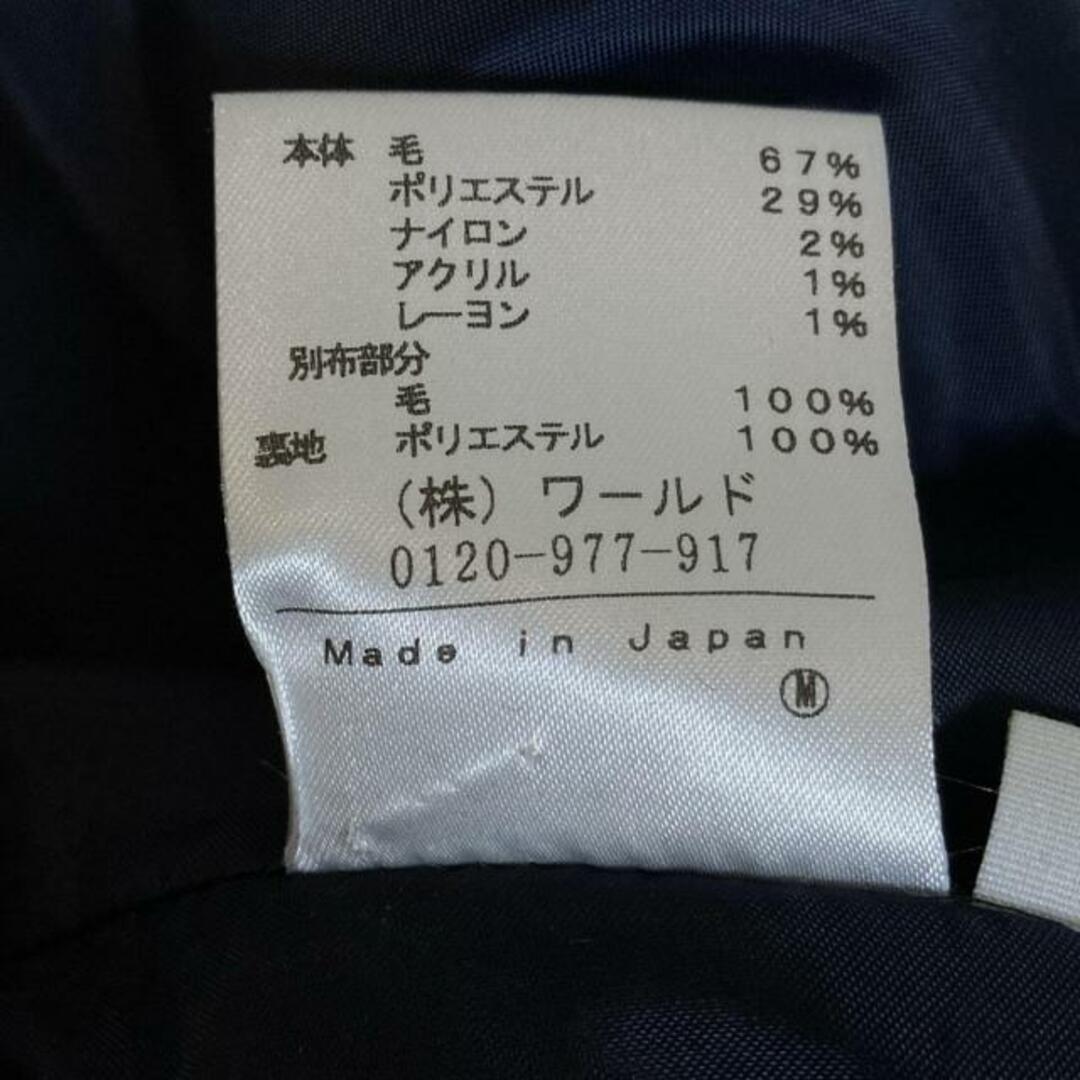 本体 毛 67%
ポリエステル 29%
ナイロン 2%
アクリル 1%
レーヨン 1%
別布部分
毛 100%
裏地 ポリエステル 100%
(株) ワールド
0120-977-917
Made in Japan
Ⓜ